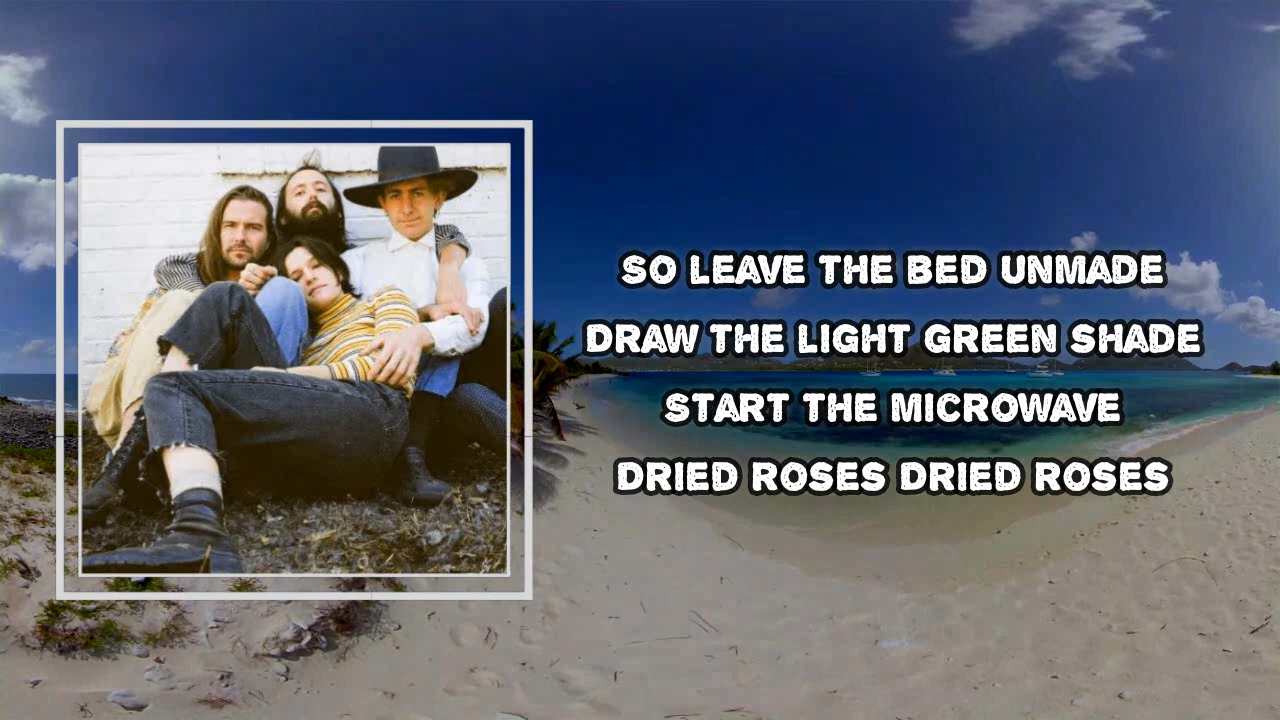 SO LEAVE THE BED UNMADE
DRAW THE LIGHT GREEN SHADE
START THE MICROWAVE
DRIED ROSES DRIED ROSES